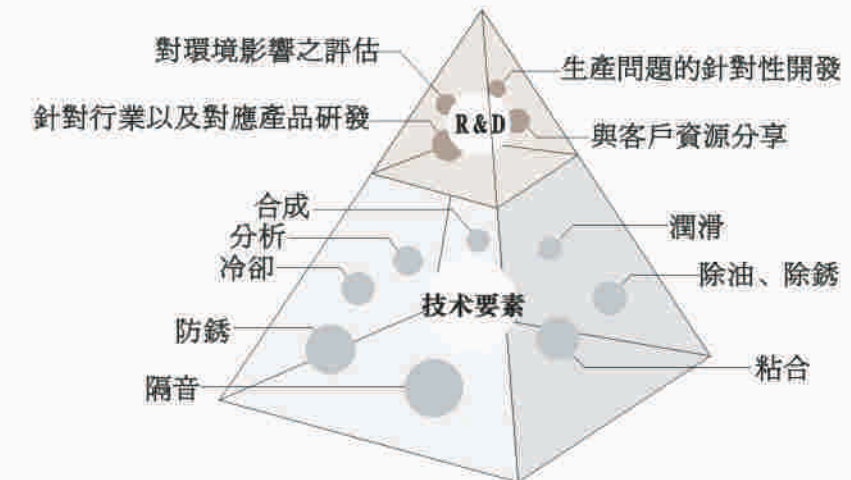 對環境影響之評估
生產問題的針對性開發
針對行業以及對應產品研發
R&D
與客戶資源分享
合成
分析
潤滑
冷卻
除油、除銹
技术要素
防銹
粘合
隔音